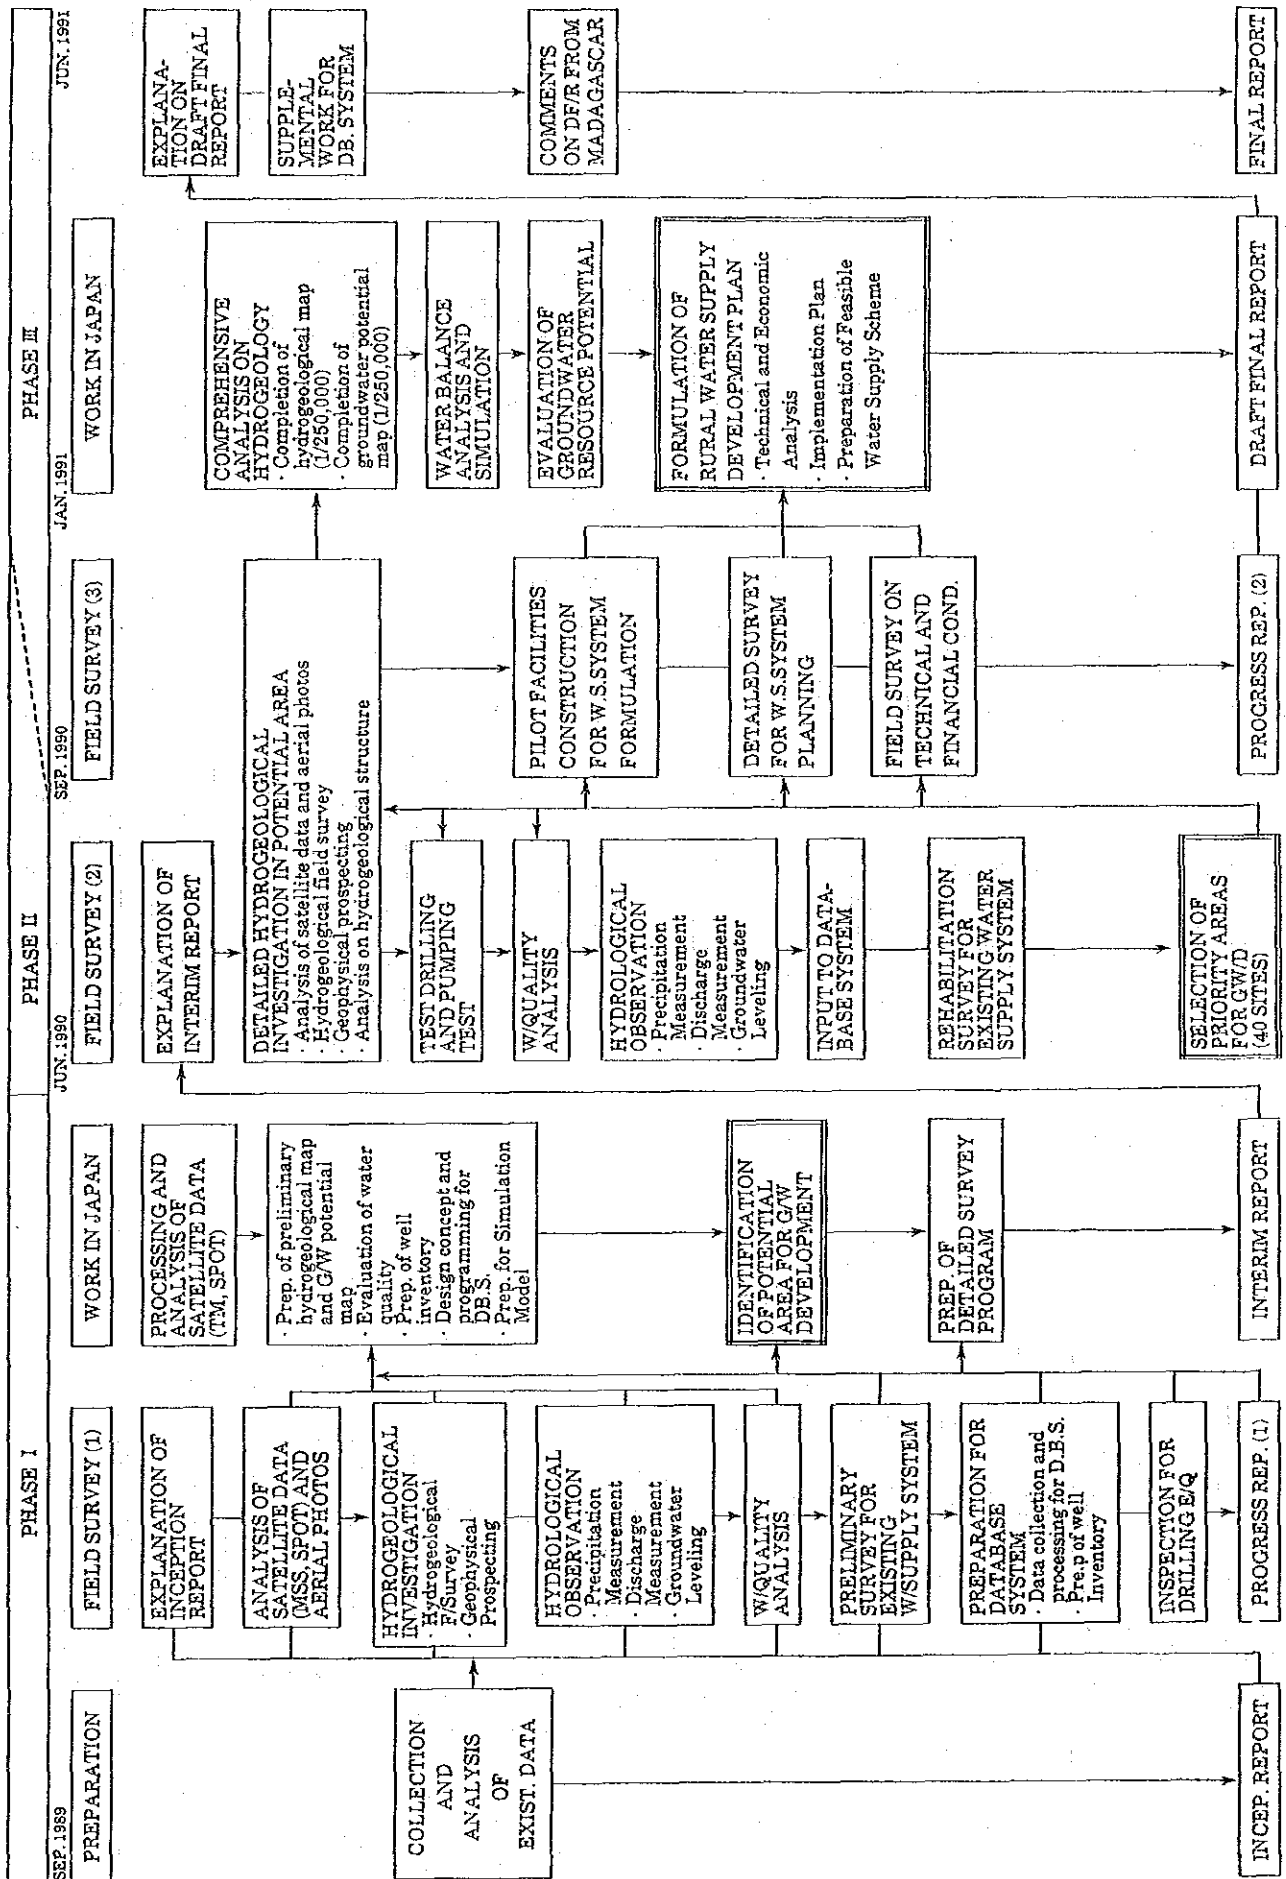 PHASE I
PHASE II
PHASE III
SEP. 1989
JUN. 1990
SEP. 1990
JAN. 1991
JUN. 1991
PREPARATION
FIELD SURVEY (1)
WORK IN JAPAN
FIELD SURVEY (2)
FIELD SURVEY (3)
WORK IN JAPAN
COLLECTION
AND
ANALYSIS
OF
EXIST. DATA
INCEP. REPORT
EXPLANATION OF
INCEPTION
REPORT
ANALYSIS OF
SATELLITE DATA
(MSS, SPOT) AND
AERIAL PHOTOS
HYDROGEOLOGICAL
INVESTIGATION
· Hydrogeological
F/Survey
· Geophysical
Prospecting
HYDROLOGICAL
OBSERVATION
· Precipitation
Measurement
· Discharge
Measurement
· Groundwater
Leveling
W/QUALITY
ANALYSIS
PRELIMINARY
SURVEY FOR
EXISTING
W/SUPPLY SYSTEM
PREPARATION FOR
DATABASE
SYSTEM
· Data collection and
processing for D.B.S.
· Pre.p of well
Inventory
INSPECTION FOR
DRILLING E/Q
PROGRESS REP. (1)
PROCESSING AND
ANALYSIS OF
SATELLITE DATA
(TM, SPOT)
· Prep. of preliminary
hydrogeological map
and G/W potential
map
· Evaluation of water
quality
· Prep. of well
inventory
· Design concept and
programming for
DB.S.
· Prep. for Simulation
Model
IDENTIFICATION
OF POTENTIAL
AREA FOR G/W
DEVELOPMENT
PREP. OF
DETAILED SURVEY
PROGRAM
INTERIM REPORT
EXPLANATION OF
INTERIM REPORT
DETAILED HYDROGEOLOGICAL
INVESTIGATION IN POTENTIAL AREA
· Analysis of satellite data and aerial photos
· Hydrogeological field survey
· Geophysical prospecting
· Analysis on hydrogeological structure
TEST DRILLING
AND PUMPING
TEST
W/QUALITY
ANALYSIS
HYDROLOGICAL
OBSERVATION
· Precipitation
Measurement
· Discharge
Measurement
· Groundwater
Leveling
INPUT TO DATA-
BASE SYSTEM
REHABILITATION
SURVEY FOR
EXISTING WATER
SUPPLY SYSTEM
SELECTION OF
PRIORITY AREAS
FOR GW/D
(40 SITES)
PILOT FACILITIES
CONSTRUCTION
FOR W.S.SYSTEM
FORMULATION
DETAILED SURVEY
FOR W.S.SYSTEM
PLANNING
FIELD SURVEY ON
TECHNICAL AND
FINANCIAL COND.
PROGRESS REP. (2)
COMPREHENSIVE
ANALYSIS ON
HYDROGEOLOGY
· Completion of
hydrogeological map
(1/250,000)
· Completion of
groundwater potential
map (1/250,000)
WATER BALANCE
ANALYSIS AND
SIMULATION
EVALUATION OF
GROUNDWATER
RESOURCE POTENTIAL
FORMULATION OF
RURAL WATER SUPPLY
DEVELOPMENT PLAN
· Technical and Economic
Analysis
· Implementation Plan
· Preparation of Feasible
Water Supply Scheme
DRAFT FINAL REPORT
EXPLANA-
TION ON
DRAFT FINAL
REPORT
SUPPLE-
MENTAL
WORK FOR
DB. SYSTEM
COMMENTS
ON DF/R FROM
MADAGASCAR
FINAL REPORT